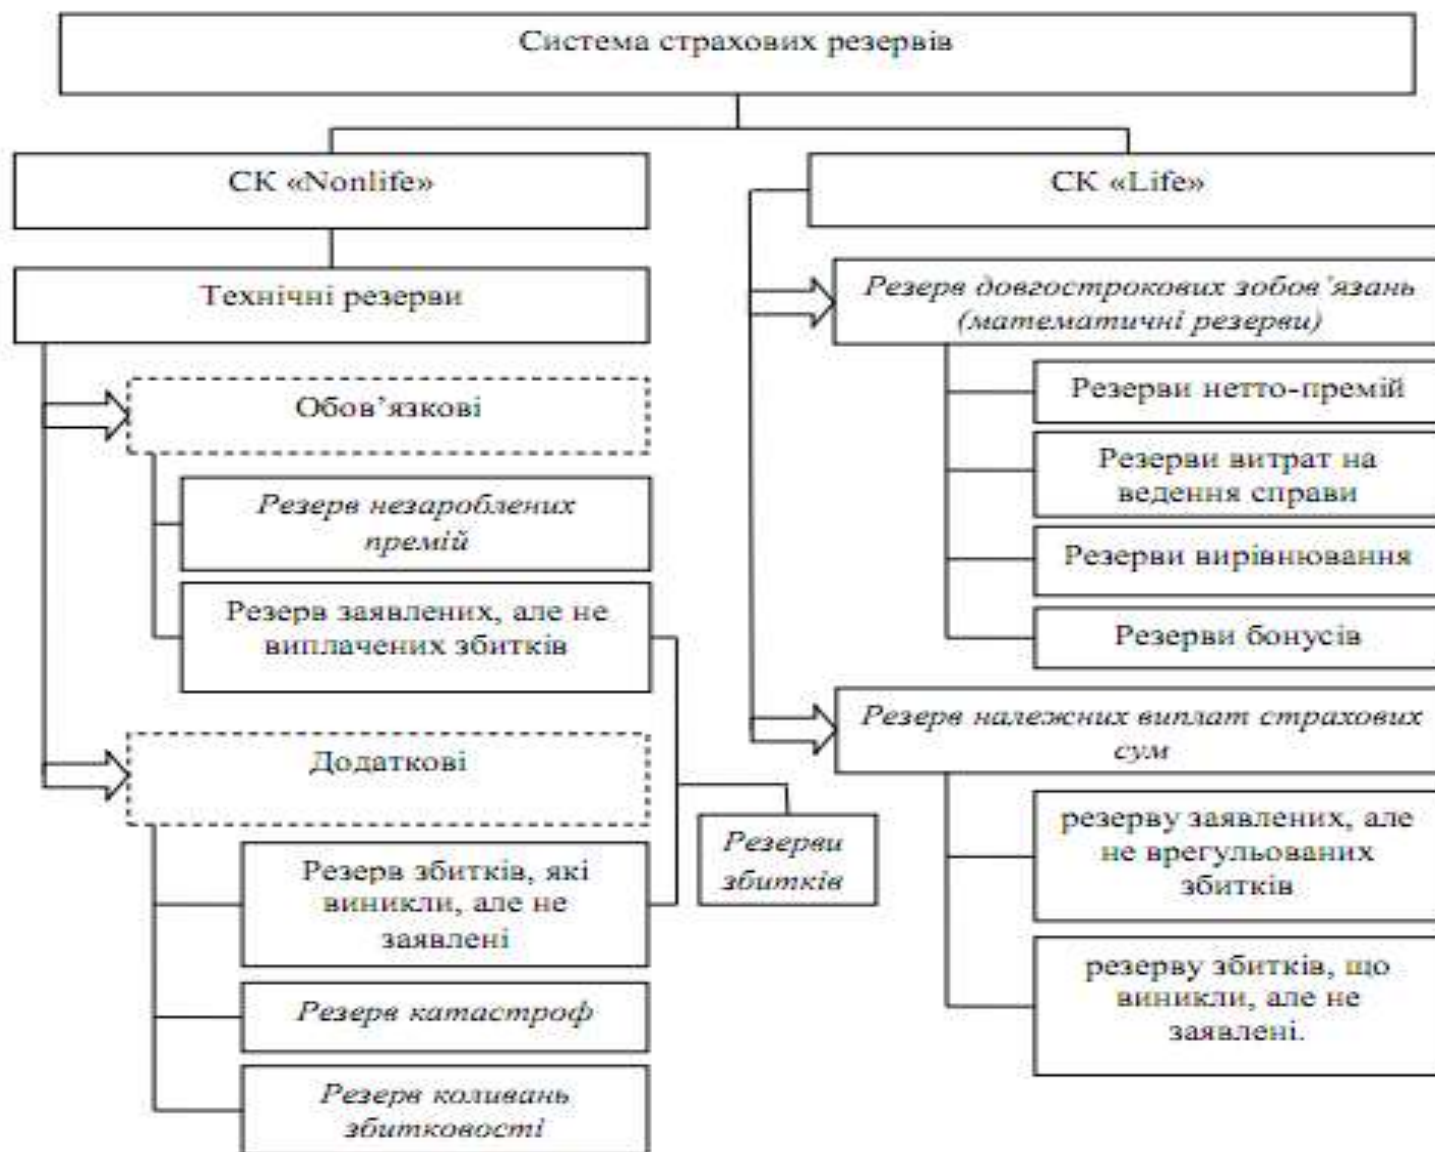 Система страхових резервів
СК «Nonlife»
Технічні резерви
Обов’язкові
Резерв незароблених
премій
Резерв заявлених, але не
виплачених збитків
Додаткові
Резерв збитків, які
виникли, але не
заявлені
Резерв катастроф
Резерв коливань
збитковості
Резерви
збитків
СК «Life»
Резерв довгострокових зобов’язань
(математичні резерви)
Резерви нетто-премій
Резерви витрат на
ведення справи
Резерви вирівнювання
Резерви бонусів
Резерв належних виплат страхових
сум
резерву заявлених, але
не врегульованих
збитків
резерву збитків, що
виникли, але не
заявлені.